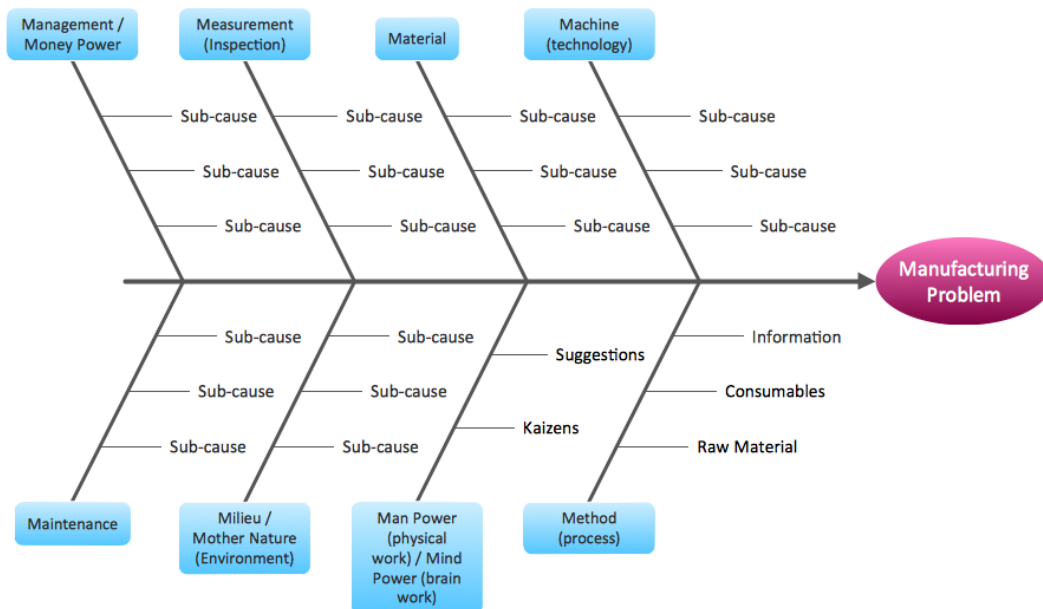 Management /
Money Power
Measurement
(Inspection)
Material
Machine
(technology)
Sub-cause
Sub-cause
Sub-cause
Sub-cause
Sub-cause
Sub-cause
Sub-cause
Sub-cause
Sub-cause
Sub-cause
Sub-cause
Sub-cause
Manufacturing
Problem
Sub-cause
Sub-cause
Suggestions
Information
Sub-cause
Sub-cause
Consumables
Kaizens
Sub-cause
Sub-cause
Raw Material
Maintenance
Milieu /
Mother Nature
(Environment)
Man Power
(physical
work) / Mind
Power (brain
work)
Method
(process)